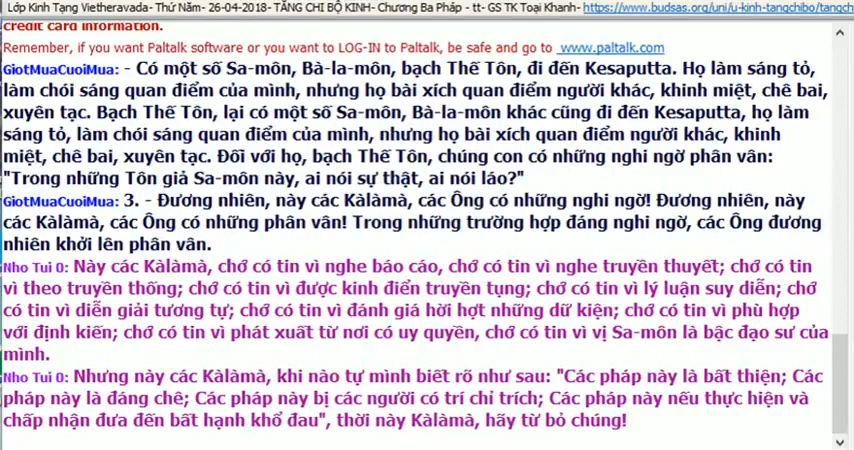 Lớp Kinh Tạng Vietheravada- Thứ Năm- 26-04-2018- TĂNG CHI BỘ KINH- Chương Ba Pháp - tt- GS TK Toại Khanh- https://www.budsas.org/uni/u-kinh-tangchibo/tangch
credit card information.
Remember, if you want Paltalk software or you want to LOG-IN to Paltalk, be safe and go to www.paltalk.com
GiotMuaCuoiMua: - Có một số Sa-môn, Bà-la-môn, bạch Thế Tôn, đi đến Kesaputta. Họ làm sáng tỏ,
làm chói sáng quan điểm của mình, nhưng họ bài xích quan điểm người khác, khinh miệt, chê bai,
xuyên tạc. Bạch Thế Tôn, lại có một số Sa-môn, Bà-la-môn khác cũng đi đến Kesaputta, họ làm
sáng tỏ, làm chói sáng quan điểm của mình, nhưng họ bài xích quan điểm người khác, khinh
miệt, chê bai, xuyên tạc. Đối với họ, bạch Thế Tôn, chúng con có những nghi ngờ phân vân:
"Trong những Tôn giả Sa-môn này, ai nói sự thật, ai nói láo?"
GiotMuaCuoiMua: 3. - Đương nhiên, này các Kàlàmà, các Ông có những nghi ngờ! Đương nhiên, này
các Kàlàmà, các Ông có những phân vân! Trong những trường hợp đáng nghi ngờ, các Ông đương
nhiên khởi lên phân vân.
Nho Tui 0: Này các Kàlàmà, chớ có tin vì nghe báo cáo, chớ có tin vì nghe truyền thuyết; chớ có tin
vì theo truyền thống; chớ có tin vì được kinh điển truyền tụng; chớ có tin vì lý luận suy diễn; chớ
có tin vì diễn giải tương tự; chớ có tin vì đánh giá hời hợt những dữ kiện; chớ có tin vì phù hợp
với định kiến; chớ có tin vì phát xuất từ nơi có uy quyền, chớ có tin vì vị Sa-môn là bậc đạo sư của
mình.
Nho Tui 0: Nhưng này các Kàlàmà, khi nào tự mình biết rõ như sau: "Các pháp này là bất thiện; Các
pháp này là đáng chê; Các pháp này bị các người có trí chỉ trích; Các pháp này nếu thực hiện và
chấp nhận đưa đến bất hạnh khổ đau", thời này Kàlàmà, hãy từ bỏ chúng!